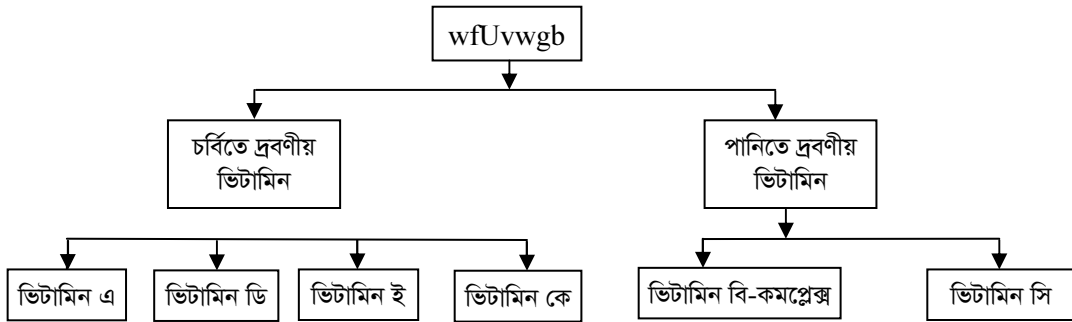 wfUvwgb
চর্বিতে দ্রবণীয়
ভিটামিন
পানিতে দ্রবণীয়
ভিটামিন
ভিটামিন এ
ভিটামিন ডি
ভিটামিন ই
ভিটামিন কে
ভিটামিন বি-কমপ্লেক্স
ভিটামিন সি